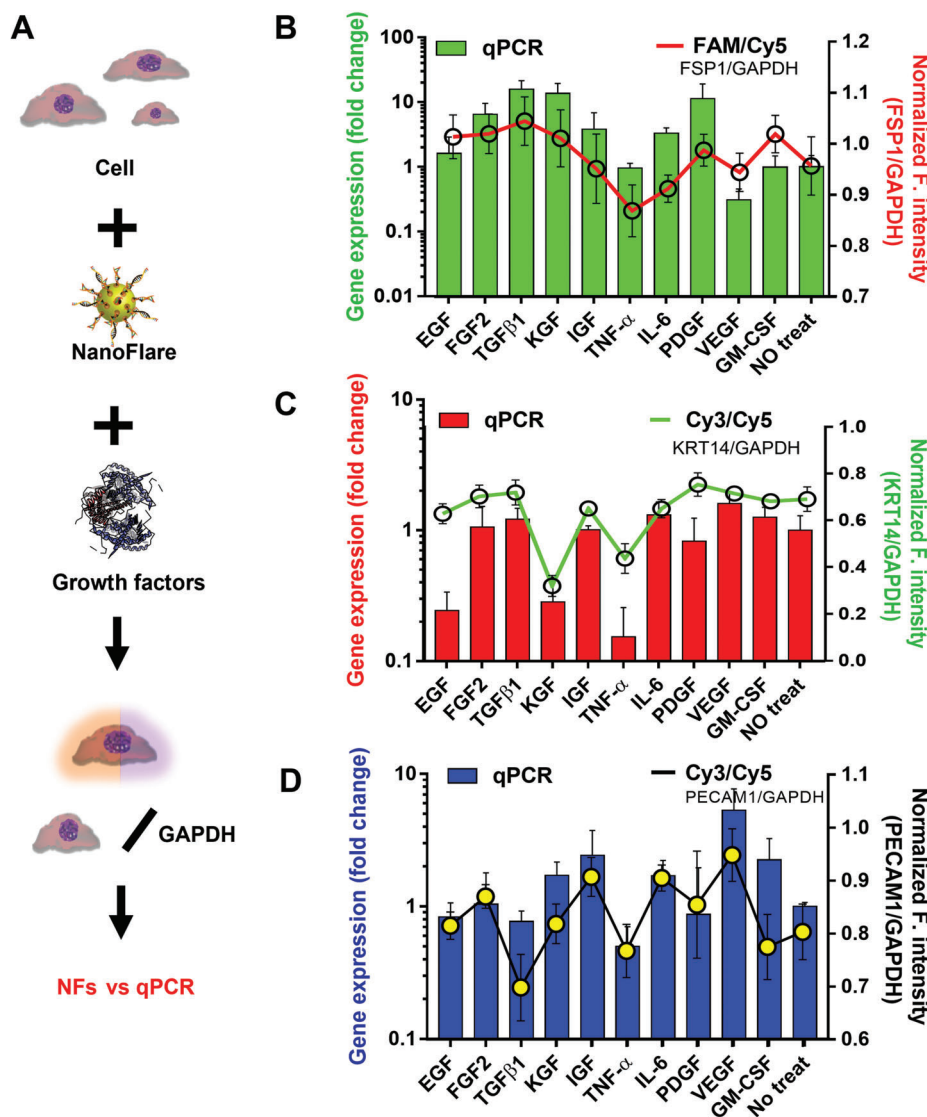 A
Cell
NanoFlare
Growth factors
GAPDH
NFs vs qPCR
B
qPCR
FAM/Cy5
FSP1/GAPDH
Gene expression (fold change)
100
10
1
0.1
0.01
1.2
1.1
1.0
0.9
0.8
0.7
Normalized F. intensity
(FSP1/GAPDH)
EGF
FGF2
TGFβ1
KGF
IGF
TNF-α
IL-6
PDGF
VEGF
GM-CSF
NO treat
C
qPCR
Cy3/Cy5
KRT14/GAPDH
Gene expression (fold change)
10
1
0.1
1.0
0.8
0.6
0.4
0.2
0.0
Normalized F. intensity
(KRT14/GAPDH)
EGF
FGF2
TGFβ1
KGF
IGF
TNF-α
IL-6
PDGF
VEGF
GM-CSF
NO treat
D
qPCR
Cy3/Cy5
PECAM1/GAPDH
Gene expression (fold change)
10
1
0.1
1.1
1.0
0.9
0.8
0.7
0.6
Normalized F. intensity
(PECAM1/GAPDH)
EGF
FGF2
TGFβ1
KGF
IGF
TNF-α
IL-6
PDGF
VEGF
GM-CSF
No treat